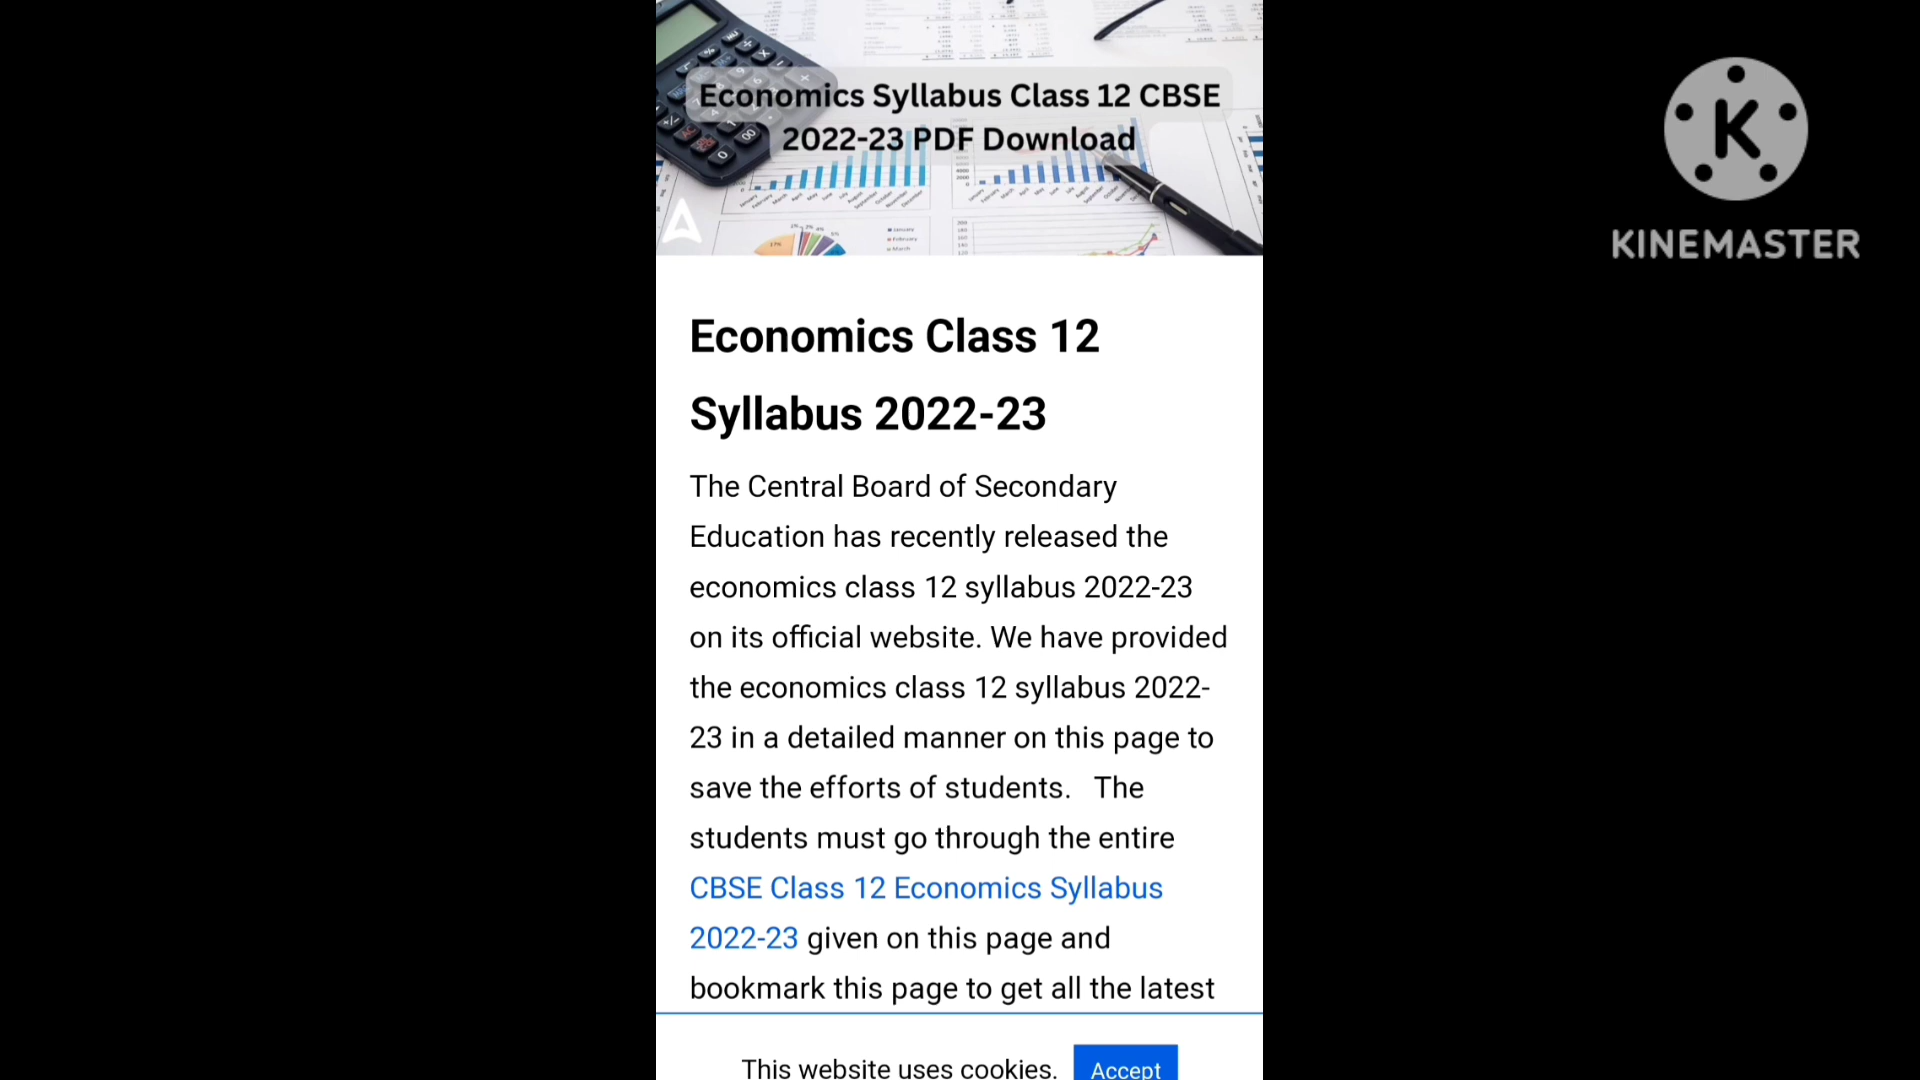 Economics Syllabus Class 12 CBSE
2022-23 PDF Download
KINEMASTER
Economics Class 12
Syllabus 2022-23
The Central Board of Secondary
Education has recently released the
economics class 12 syllabus 2022-23
on its official website. We have provided
the economics class 12 syllabus 2022-
23 in a detailed manner on this page to
save the efforts of students.   The
students must go through the entire
CBSE Class 12 Economics Syllabus
2022-23 given on this page and
bookmark this page to get all the latest
This website uses cookies.
Accept